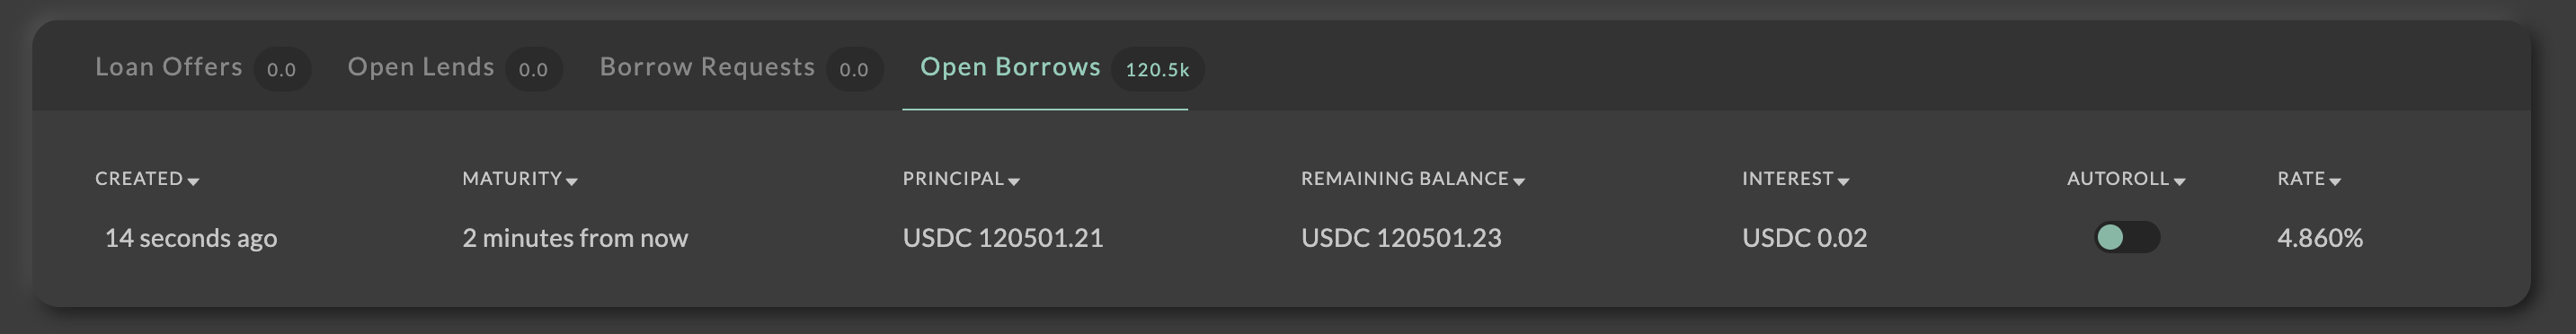 Loan Offers 0.0 Open Lends 0.0 Borrow Requests 0.0 Open Borrows 120.5k
CREATED MATURITY PRINCIPAL REMAINING BALANCE INTEREST AUTOROLL RATE
14 seconds ago 2 minutes from now USDC 120501.21 USDC 120501.23 USDC 0.02 4.860%